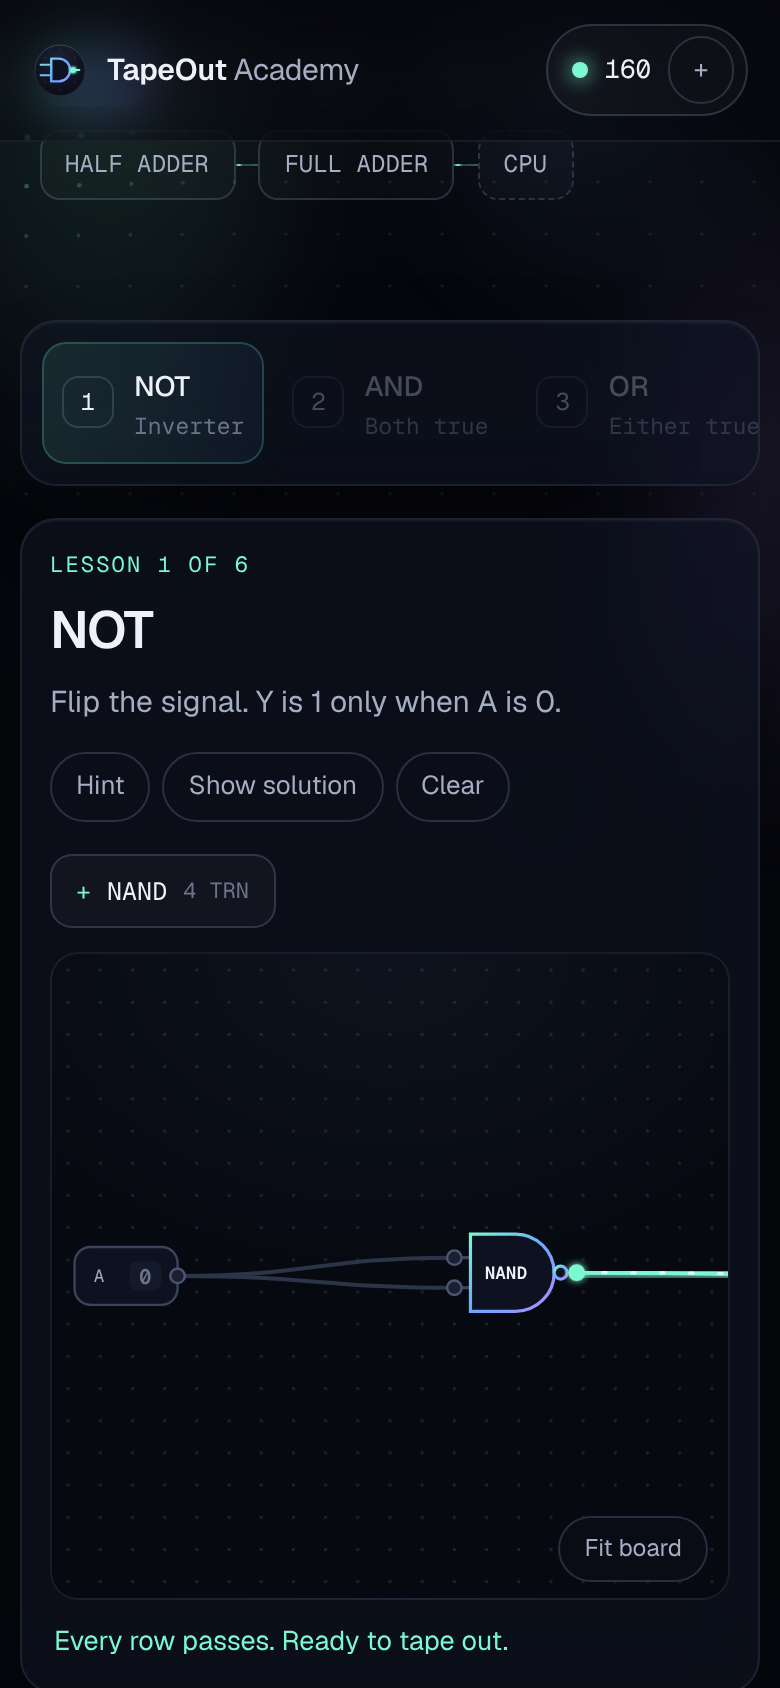 TapeOut Academy
160 +
HALF ADDER FULL ADDER CPU
1 NOT 2 AND 3 OR
Inverter Both true Either true
LESSON 1 OF 6
NOT
Flip the signal. Y is 1 only when A is 0.
Hint Show solution Clear
+ NAND 4 TRN
A 0 NAND
Fit board
Every row passes. Ready to tape out.